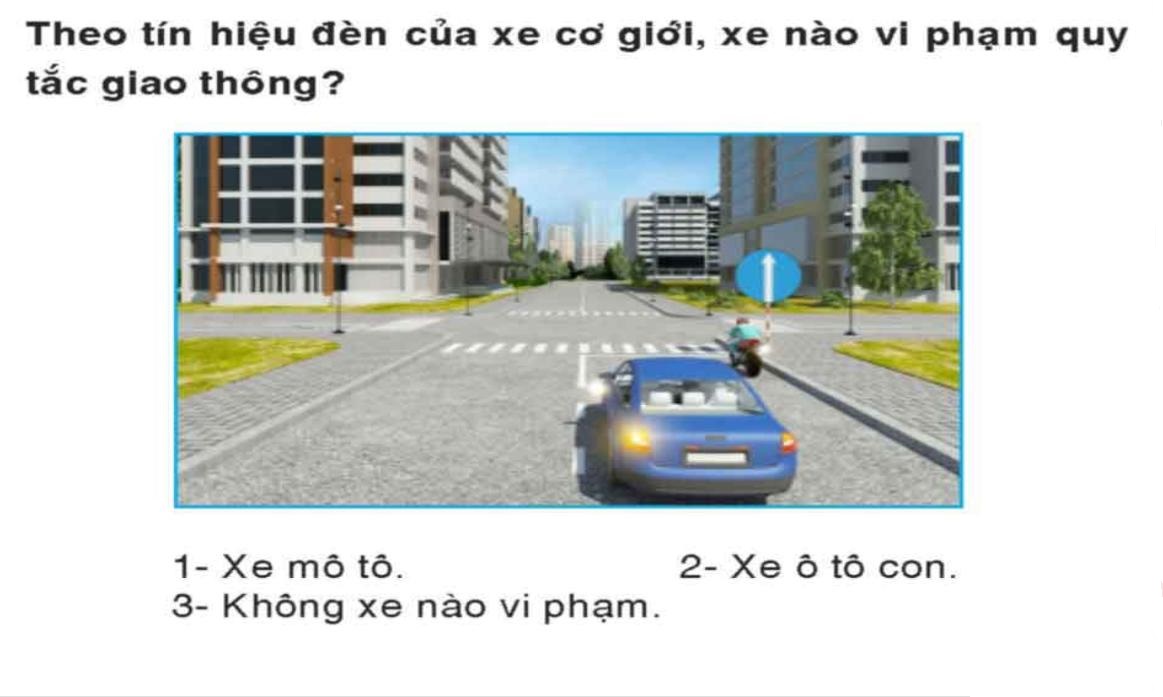 Theo tín hiệu đèn của xe cơ giới, xe nào vi phạm quy
tắc giao thông?
1- Xe mô tô.
2- Xe ô tô con.
3- Không xe nào vi phạm.